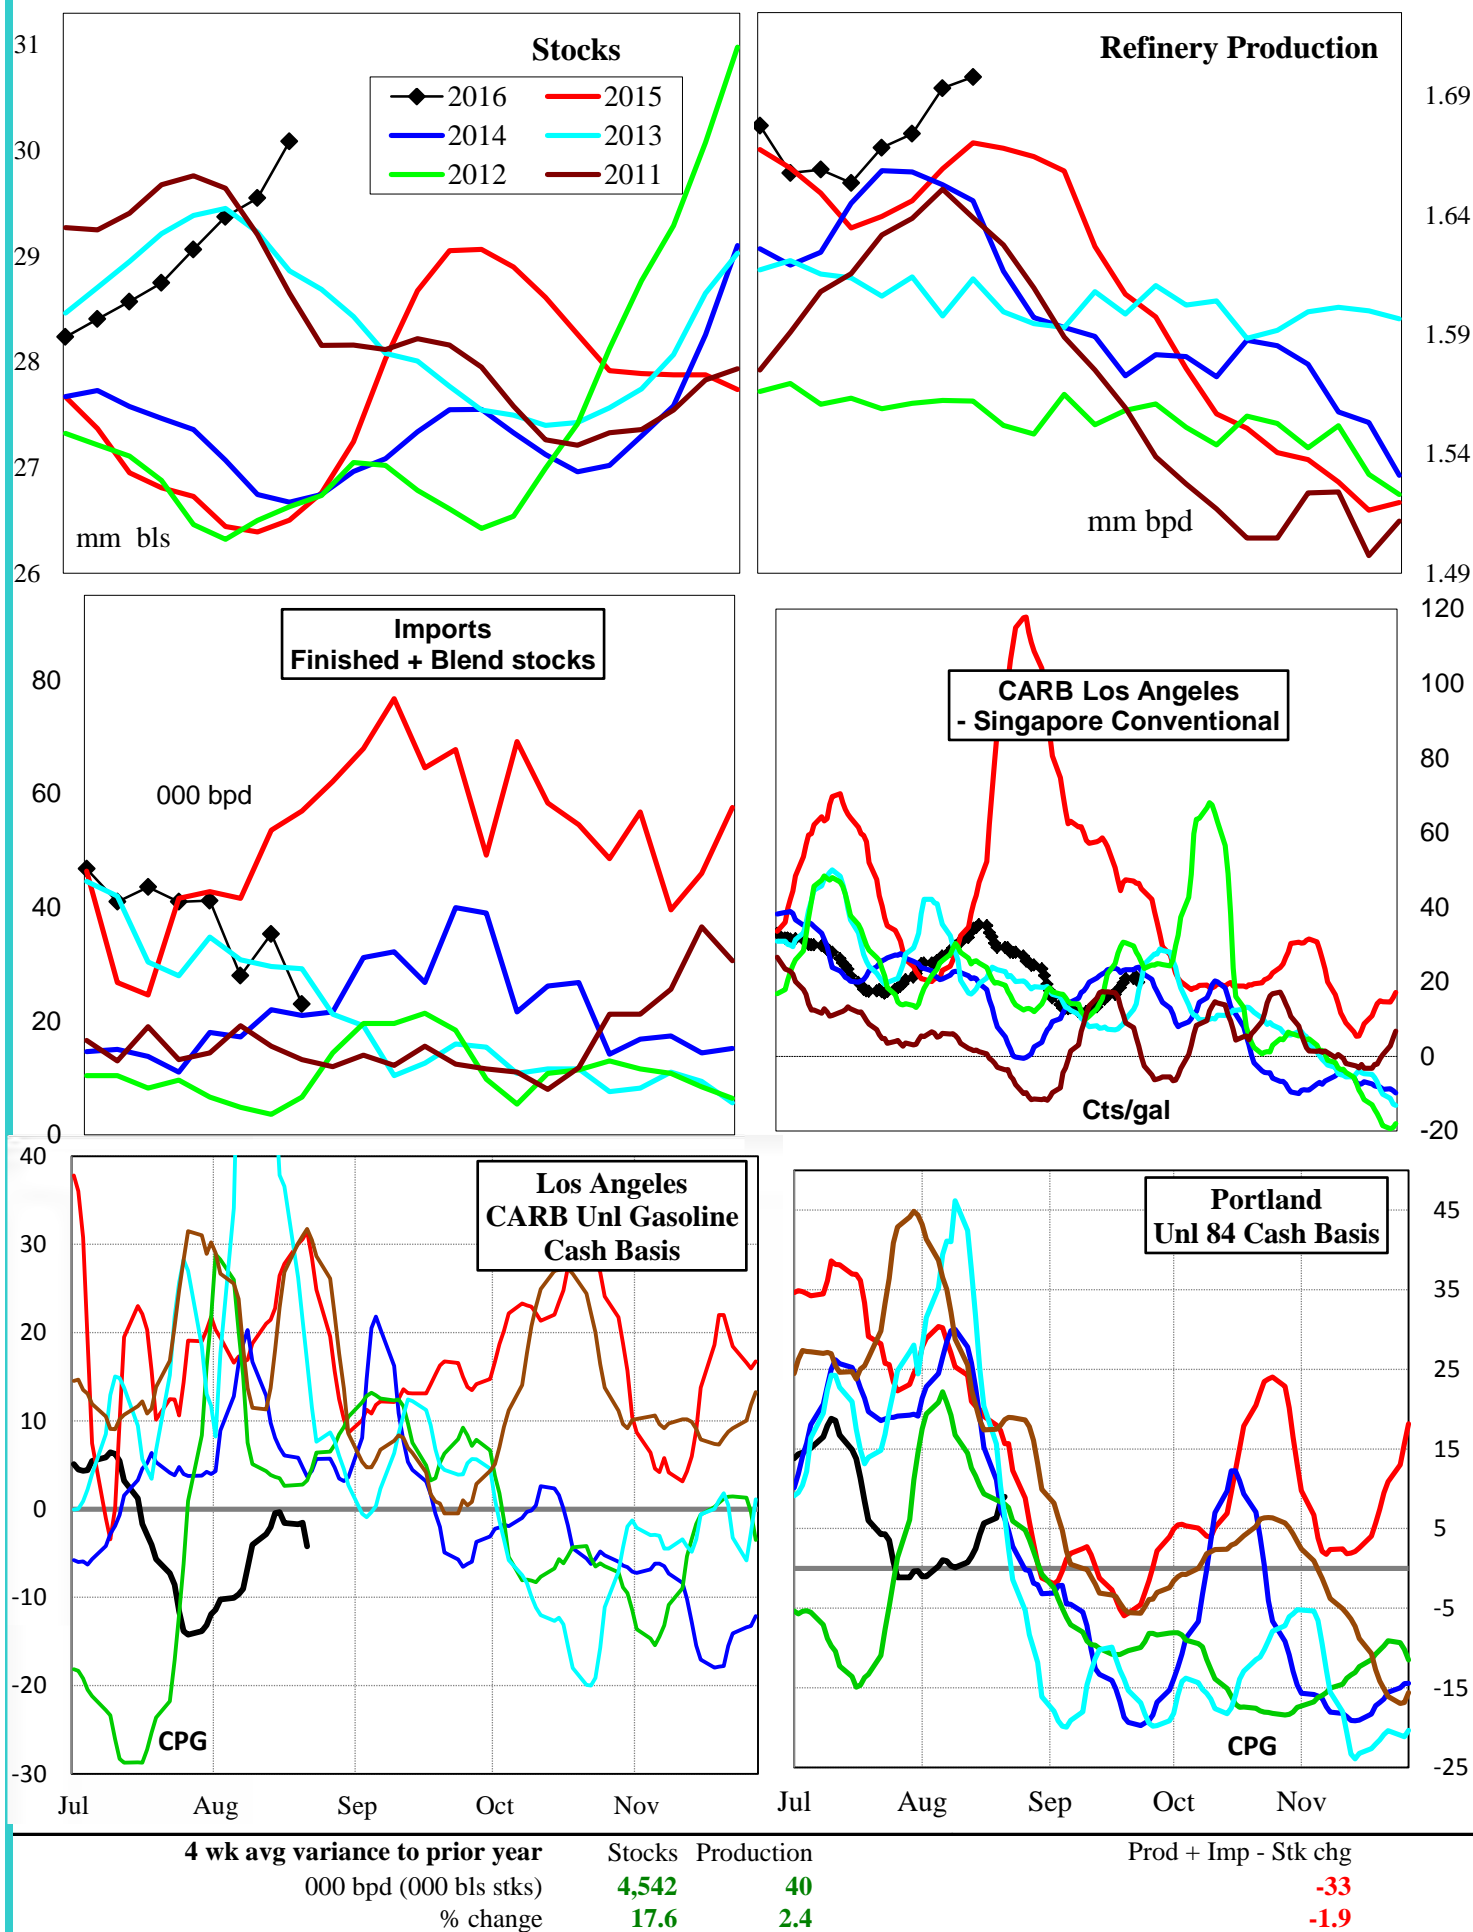 Stocks
2016 2015
2014 2013
2012 2011
31
30
29
28
27
26
mm bls
Refinery Production
1.69
1.64
1.59
1.54
1.49
mm bpd
Imports
Finished + Blend stocks
80
60
40
20
0
000 bpd
CARB Los Angeles
- Singapore Conventional
120
100
80
60
40
20
0
-20
Cts/gal
Los Angeles
CARB Unl Gasoline
Cash Basis
40
30
20
10
0
-10
-20
-30
CPG
Jul Aug Sep Oct Nov
Portland
Unl 84 Cash Basis
45
35
25
15
5
-5
-15
-25
CPG
Jul Aug Sep Oct Nov
4 wk avg variance to prior year Stocks Production Prod + Imp - Stk chg
000 bpd (000 bls stks) 4,542 40 -33
% change 17.6 2.4 -1.9